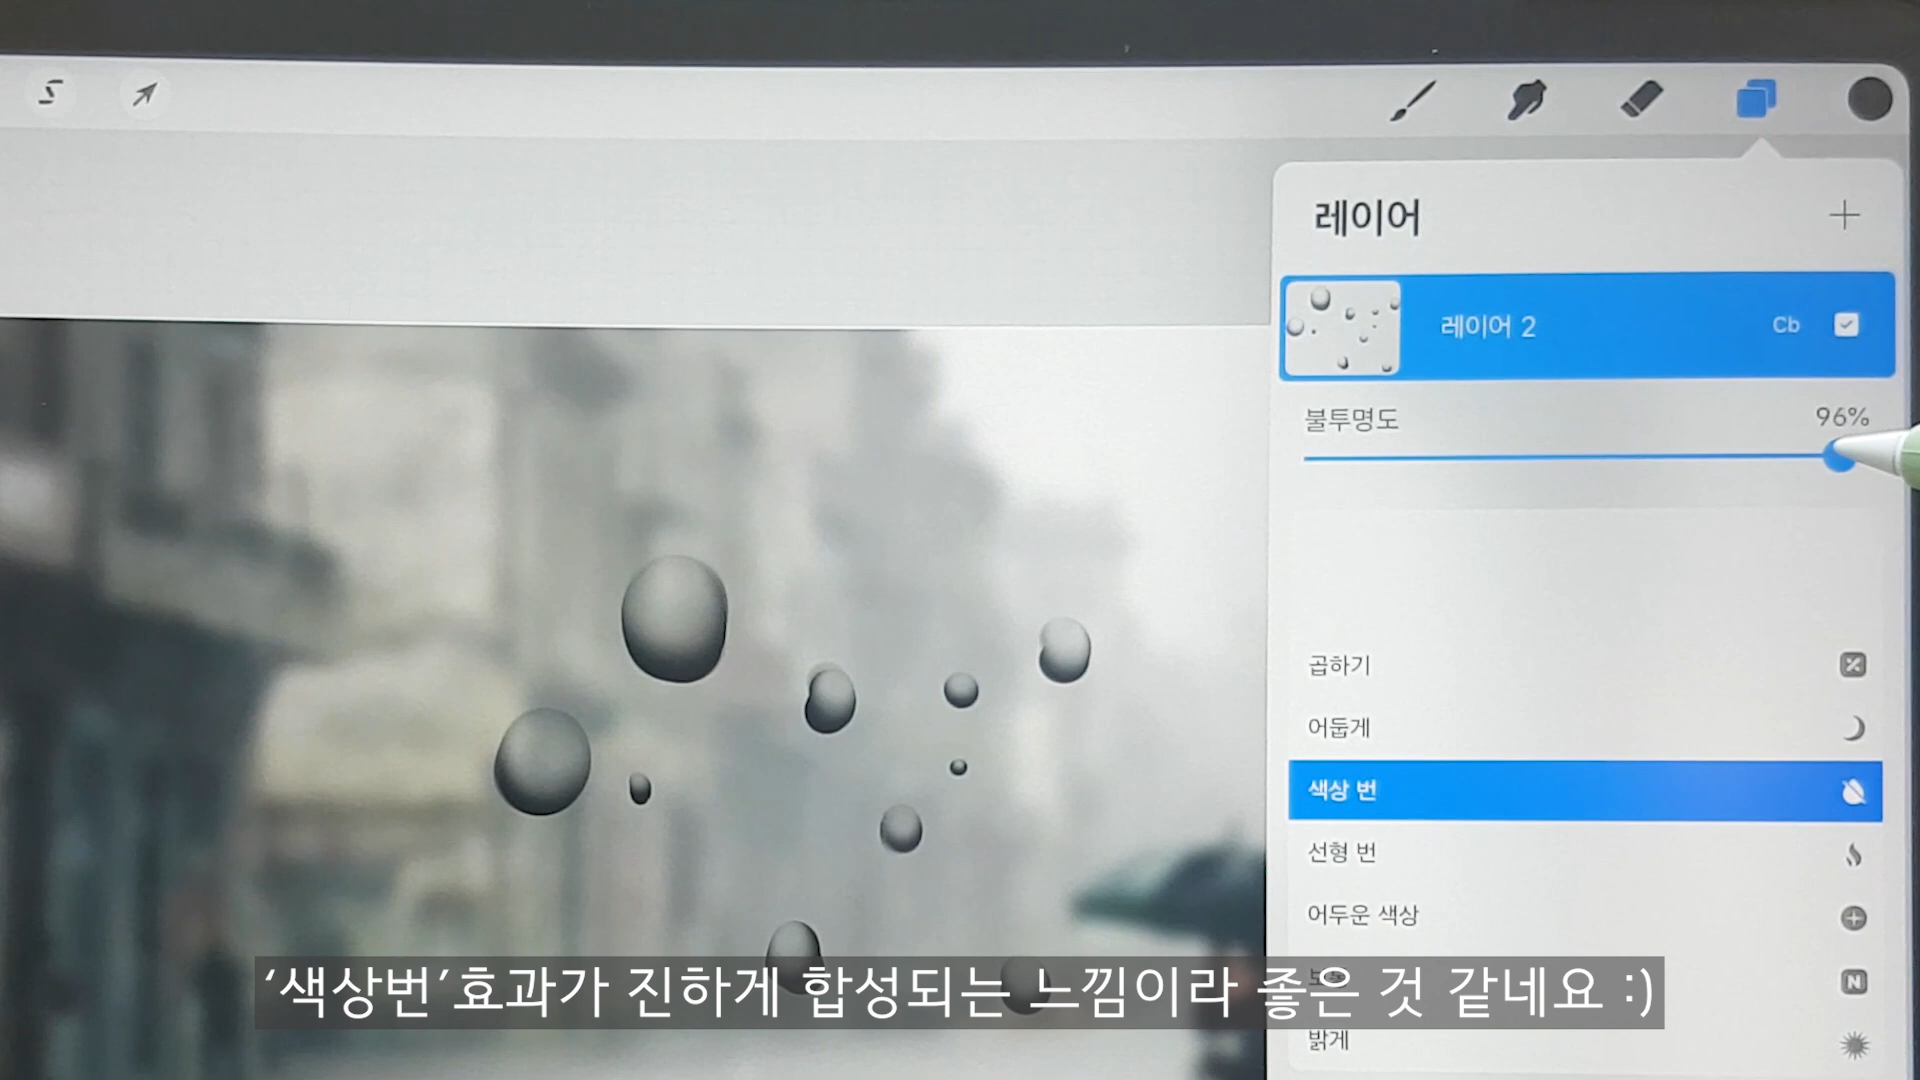 레이어
레이어 2 Cb
불투명도 96%
곱하기
어둡게
색상 번
선형 번
어두운 색상
N
밝게
‘색상번’효과가 진하게 합성되는 느낌이라 좋은 것 같네요 :)